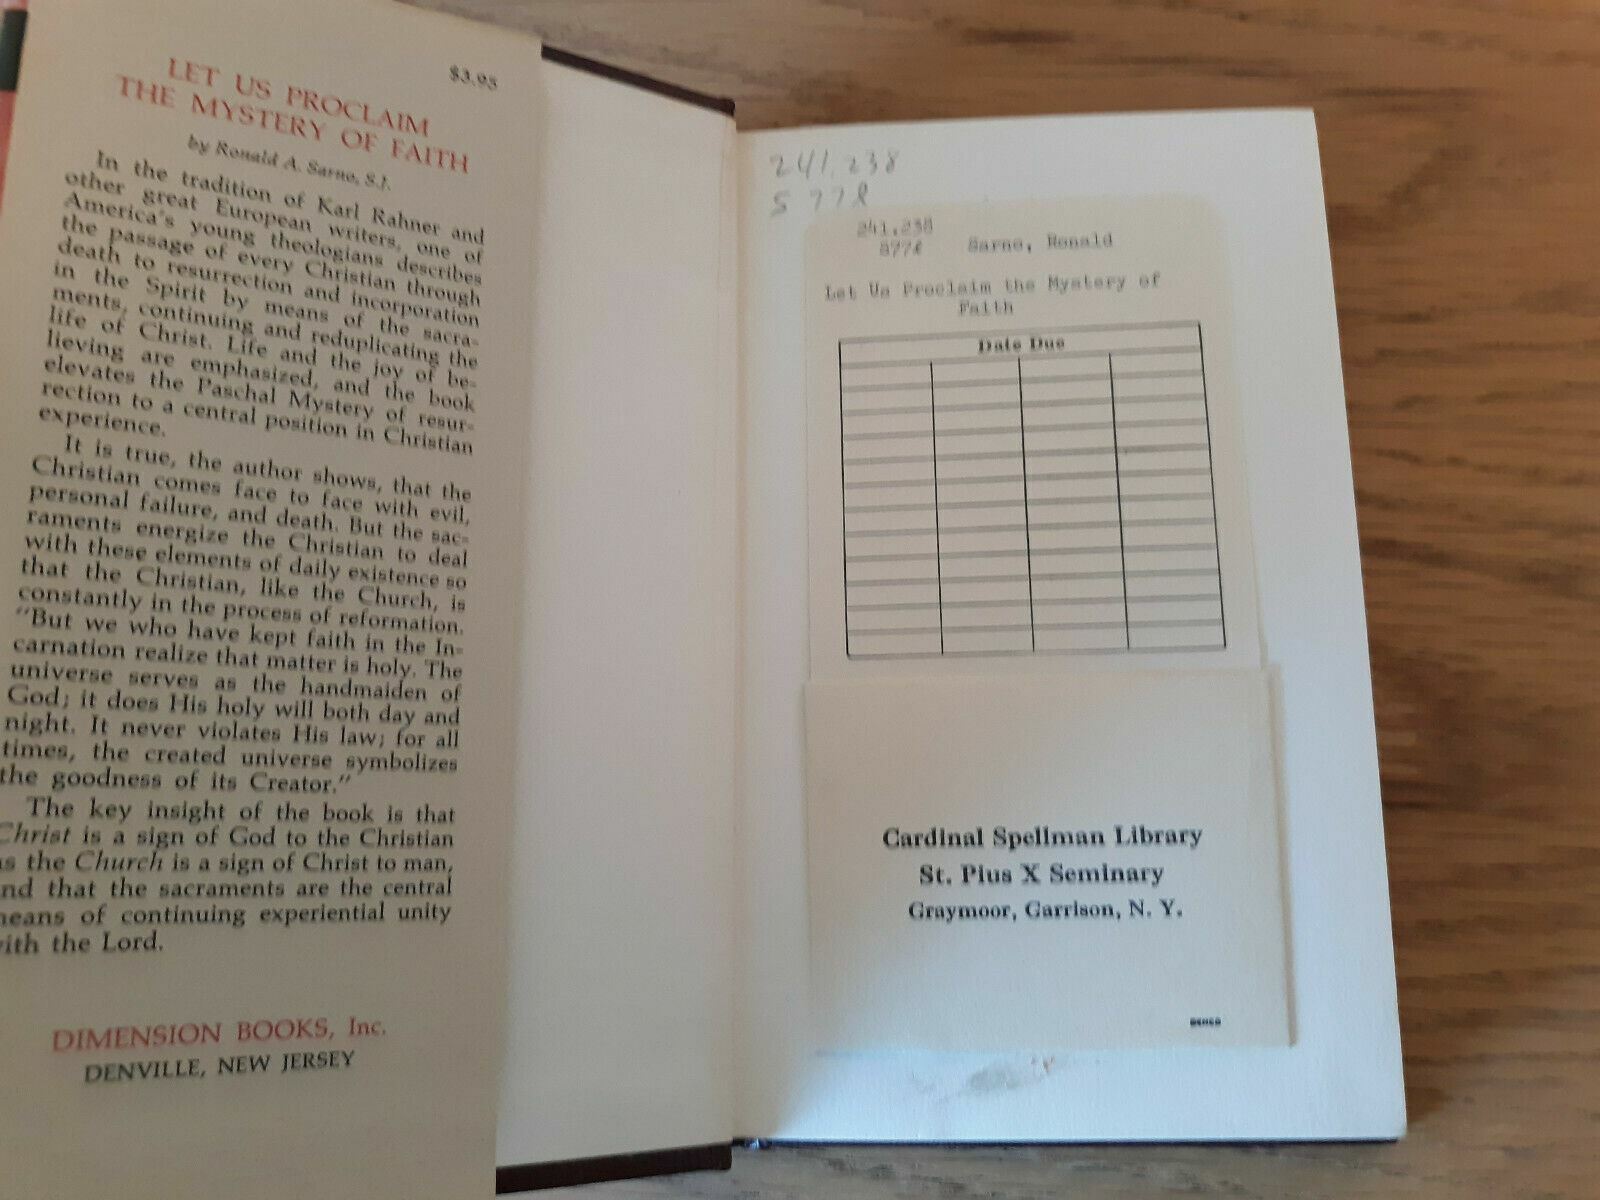 $3.95
LET US PROCLAIM
THE MYSTERY OF FAITH
by Ronald A. Sarno, S.J.
In the tradition of Karl Rahner and
other great European writers, one of
America's young theologians describes
the passage of every Christian through
death to resurrection and incorporation
in the Spirit by means of the sacra-
ments, continuing and reduplicating the
life of Christ. Life and the joy of be-
lieving are emphasized, and the book
elevates the Paschal Mystery of resur-
rection to a central position in Christian
experience.
It is true, the author shows, that the
Christian comes face to face with evil,
personal failure, and death. But the sac-
raments energize the Christian to deal
with these elements of daily existence so
that the Christian, like the Church, is
constantly in the process of reformation.
"But we who have kept faith in the In-
carnation realize that matter is holy. The
universe serves as the handmaiden of
God; it does His holy will both day and
night. It never violates His law; for all
times, the created universe symbolizes
the goodness of its Creator."
The key insight of the book is that
Christ is a sign of God to the Christian
as the Church is a sign of Christ to man,
and that the sacraments are the central
means of continuing experiential unity
with the Lord.
DIMENSION BOOKS, Inc.
DENVILLE, NEW JERSEY
241.238
S 77l
241.238
S77l Sarno, Ronald
Let Us Proclaim the Mystery of
Faith
Date Due
Cardinal Spellman Library
St. Pius X Seminary
Graymoor, Garrison, N. Y.
DEMCO